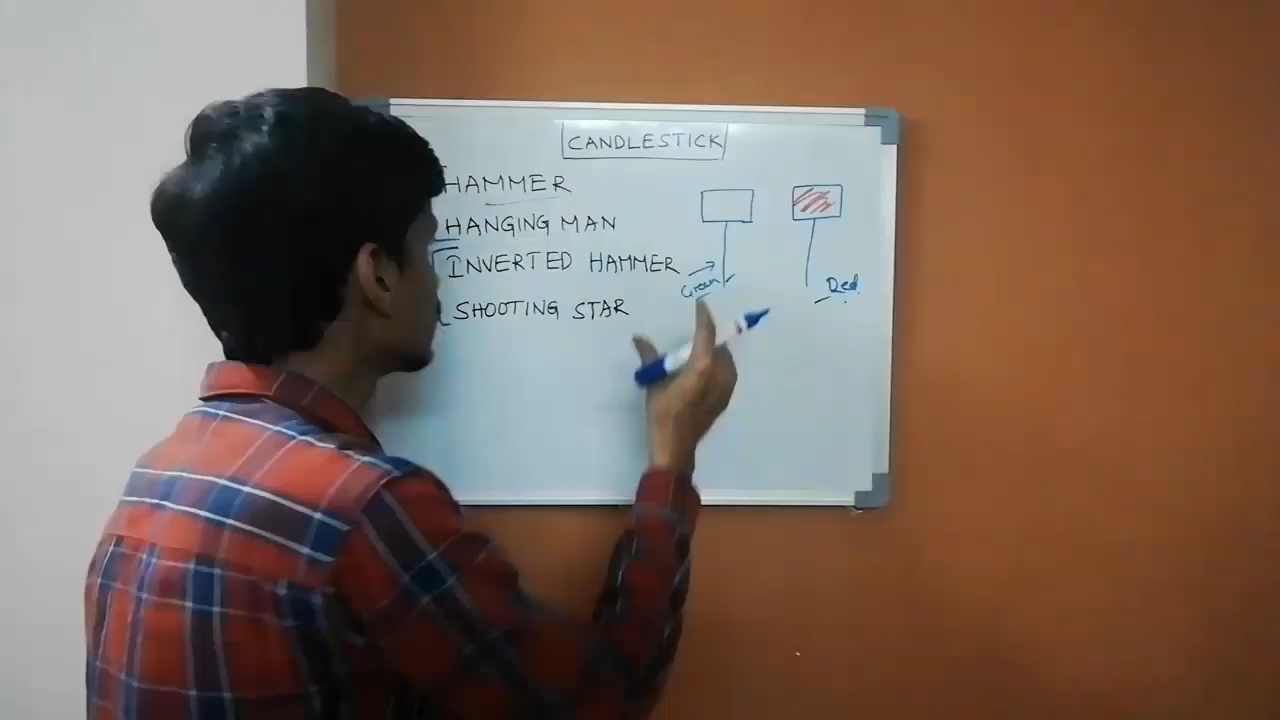 CANDLESTICK
HAMMER
HANGING MAN
INVERTED HAMMER
SHOOTING STAR
Green
Red